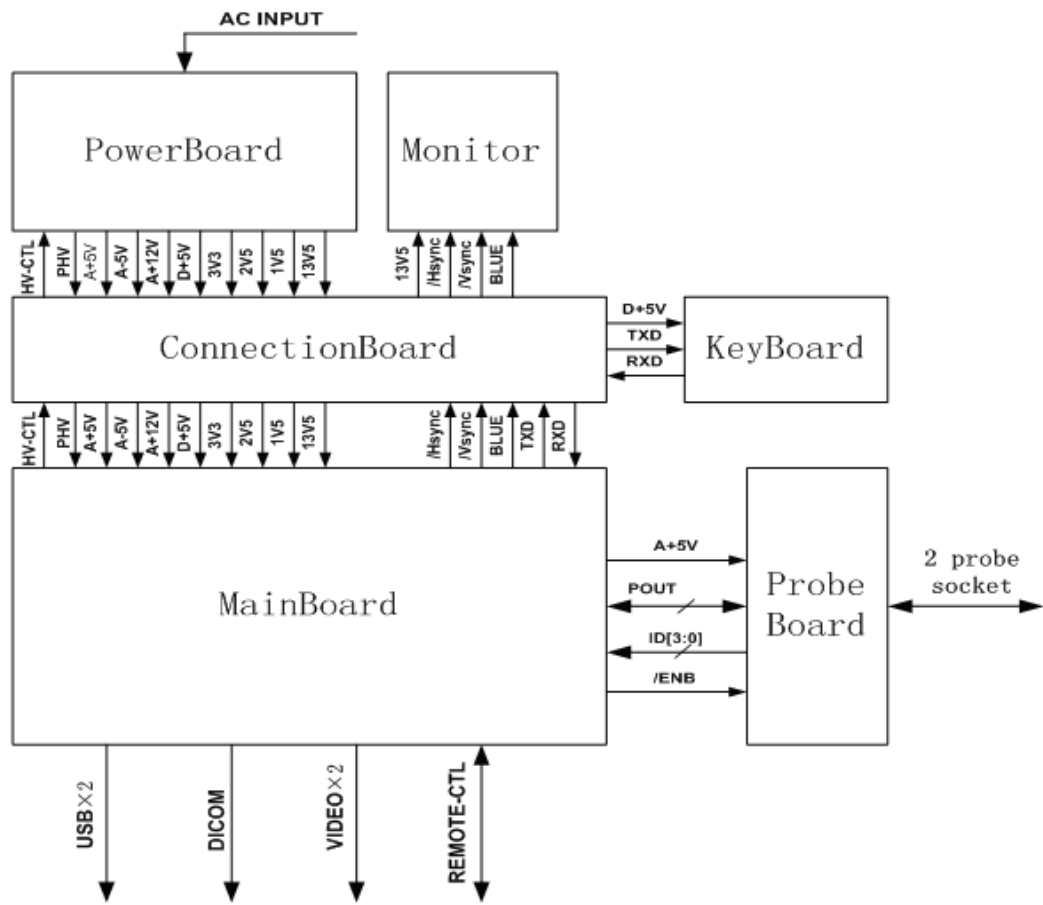 AC INPUT
PowerBoard
Monitor
HV-CTL
PHV
A+5V
A-5V
A+12V
D+5V
3V3
2V5
1V5
13V5
13V5
/Hsync
/Vsync
BLUE
ConnectionBoard
D+5V
TXD
RXD
KeyBoard
HV-CTL
PHV
A+5V
A-5V
A+12V
D+5V
3V3
2V5
1V5
13V5
/Hsync
/Vsync
BLUE
TXD
RXD
MainBoard
A+5V
POUT
ID[3:0]
/ENB
Probe
Board
2 probe
socket
USB×2
DICOM
VIDEO×2
REMOTE-CTL